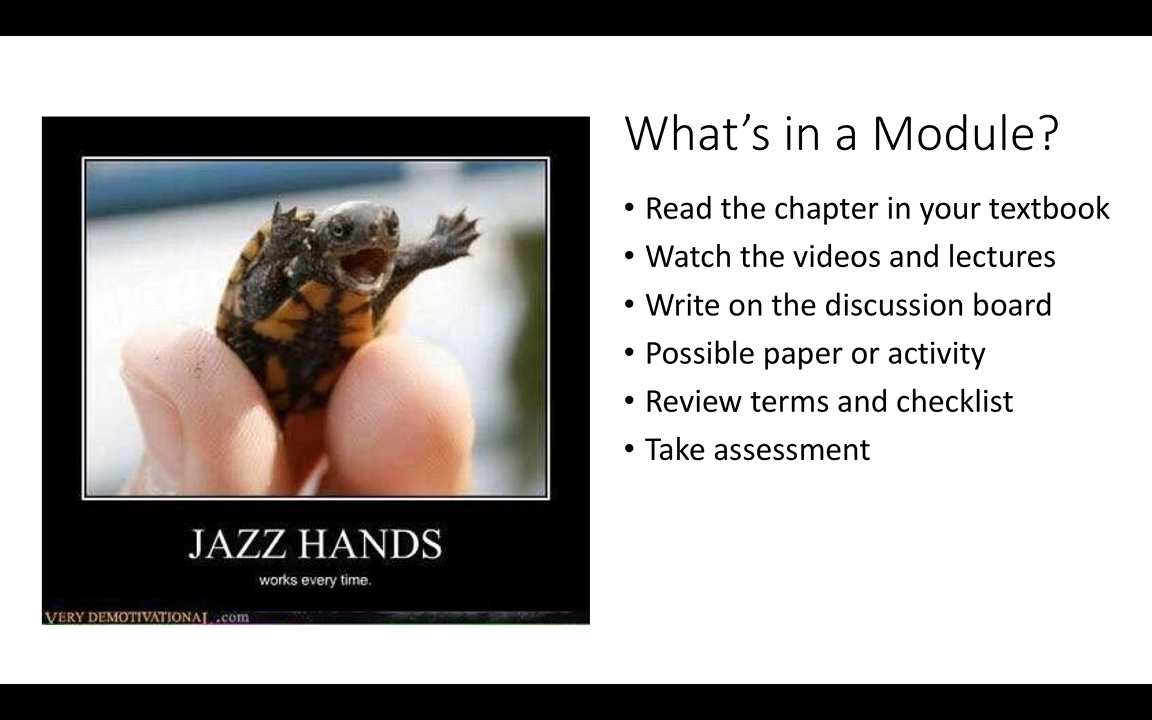 What's in a Module?
• Read the chapter in your textbook
• Watch the videos and lectures
• Write on the discussion board
• Possible paper or activity
• Review terms and checklist
• Take assessment
JAZZ HANDS
works every time.
VERY DEMOTIVATIONAL .com